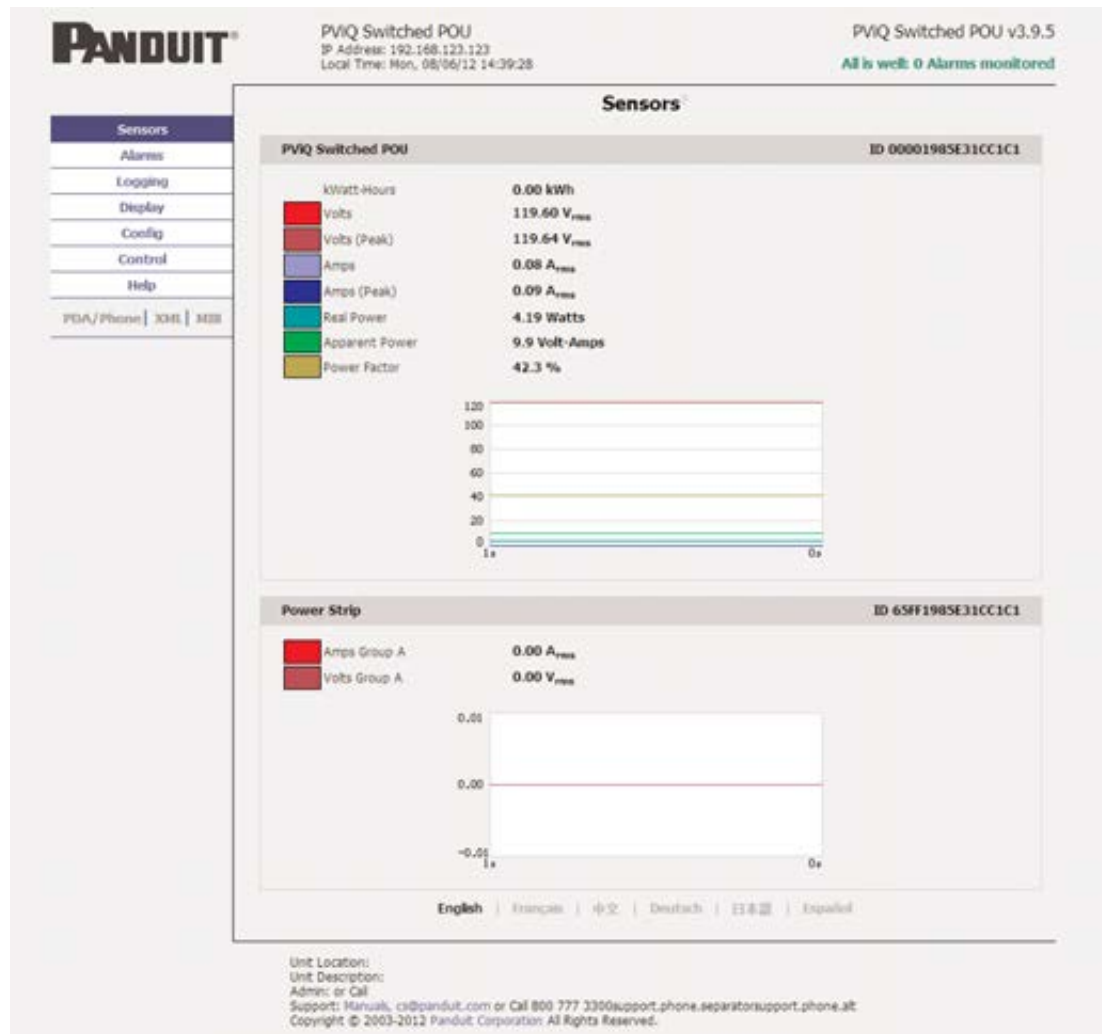 PANDUIT®
PViQ Switched POU
IP Address: 192.168.123.123
Local Time: Mon, 08/06/12 14:39:28
PViQ Switched POU v3.9.5
All is well: 0 Alarms monitored
Sensors
Alarms
Logging
Display
Config
Control
Help
PDA/Phone | XML | MIB
Sensors
PViQ Switched POU ID 00001985E31CC1C1
kWatt-Hours 0.00 kWh
Volts 119.60 Vrms
Volts (Peak) 119.64 Vrms
Amps 0.08 Arms
Amps (Peak) 0.09 Arms
Real Power 4.19 Watts
Apparent Power 9.9 Volt-Amps
Power Factor 42.3 %
120
100
80
60
40
20
0
1s 0s
Power Strip ID 65FF1985E31CC1C1
Amps Group A 0.00 Arms
Volts Group A 0.00 Vrms
0.01
0.00
-0.01
1s 0s
English | Français | 中文 | Deutsch | 日本語 | Español
Unit Location:
Unit Description:
Admin: or Call
Support: Manuals, cs@panduit.com or Call 800 777 3300support.phone.separatorsupport.phone.alt
Copyright © 2003-2012 Panduit Corporation All Rights Reserved.